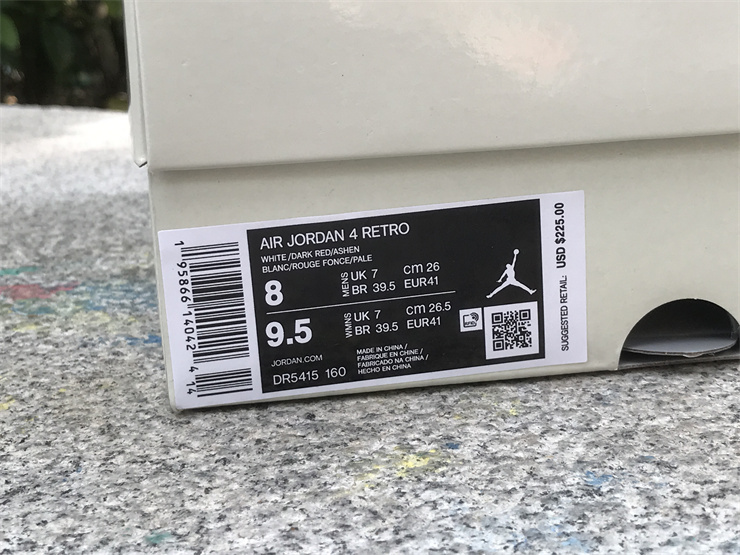 1 95866 14042 4 14
AIR JORDAN 4 RETRO
WHITE/DARK RED/ASHEN
BLANC/ROUGE FONCE/PALE
8
MENS
UK 7 cm 26
BR 39.5 EUR41
9.5
WMNS
UK 7 cm 26.5
BR 39.5 EUR41
JORDAN.COM
DR5415 160
MADE IN CHINA /
FABRIQUE EN CHINE /
FABRICADO NA CHINA /
HECHO EN CHINA
SUGGESTED RETAIL: USD $225.00